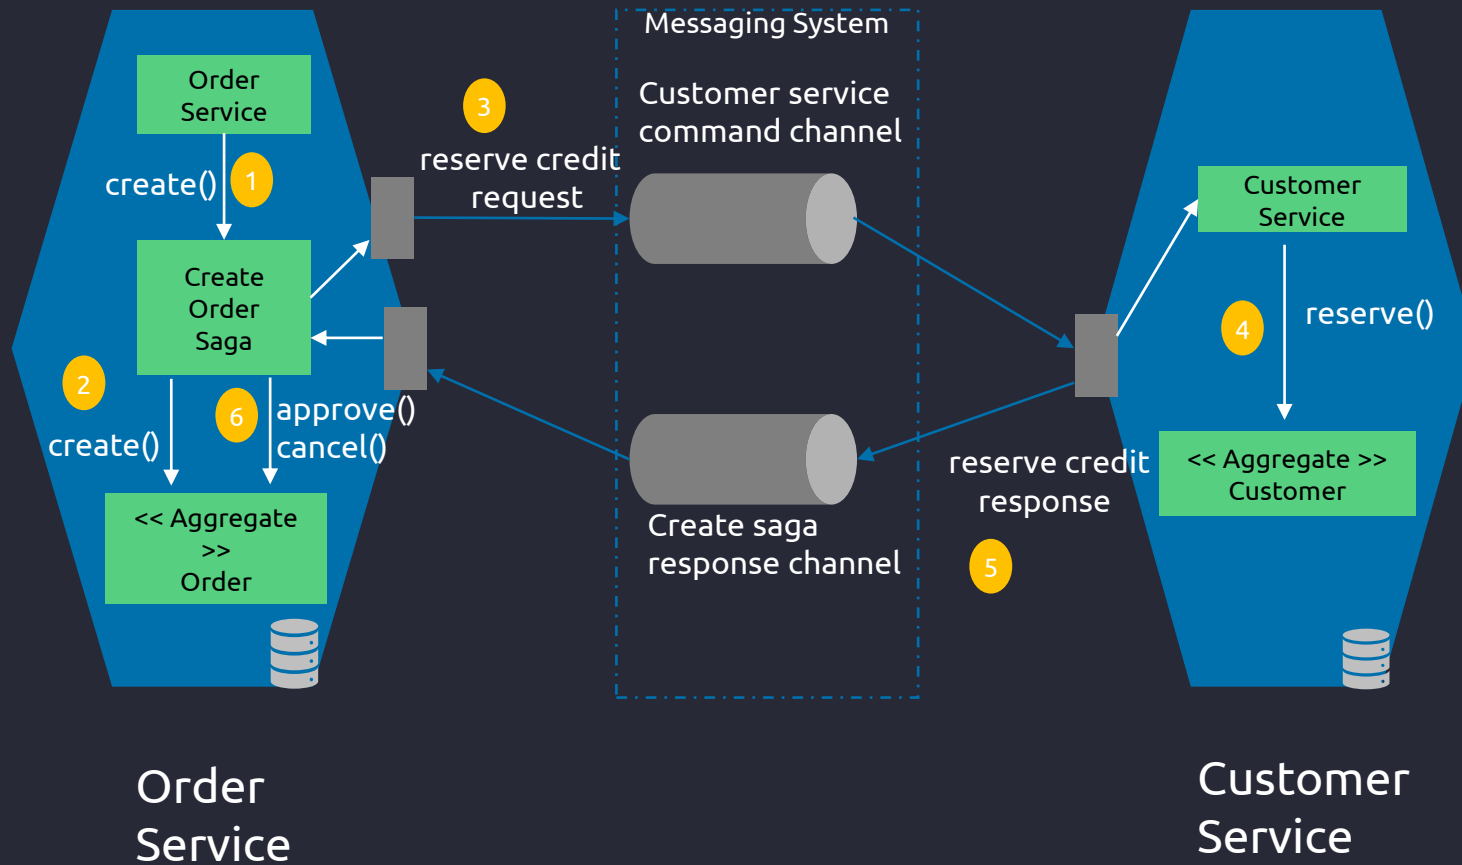 Messaging System
Order
Service
3
Customer service
command channel
reserve credit
request
create()
1
Customer
Service
Create
Order
Saga
4
reserve()
2
6
approve()
cancel()
create()
reserve credit
response
<< Aggregate >>
Customer
<< Aggregate
>>
Order
Create saga
response channel
5
Order
Service
Customer
Service